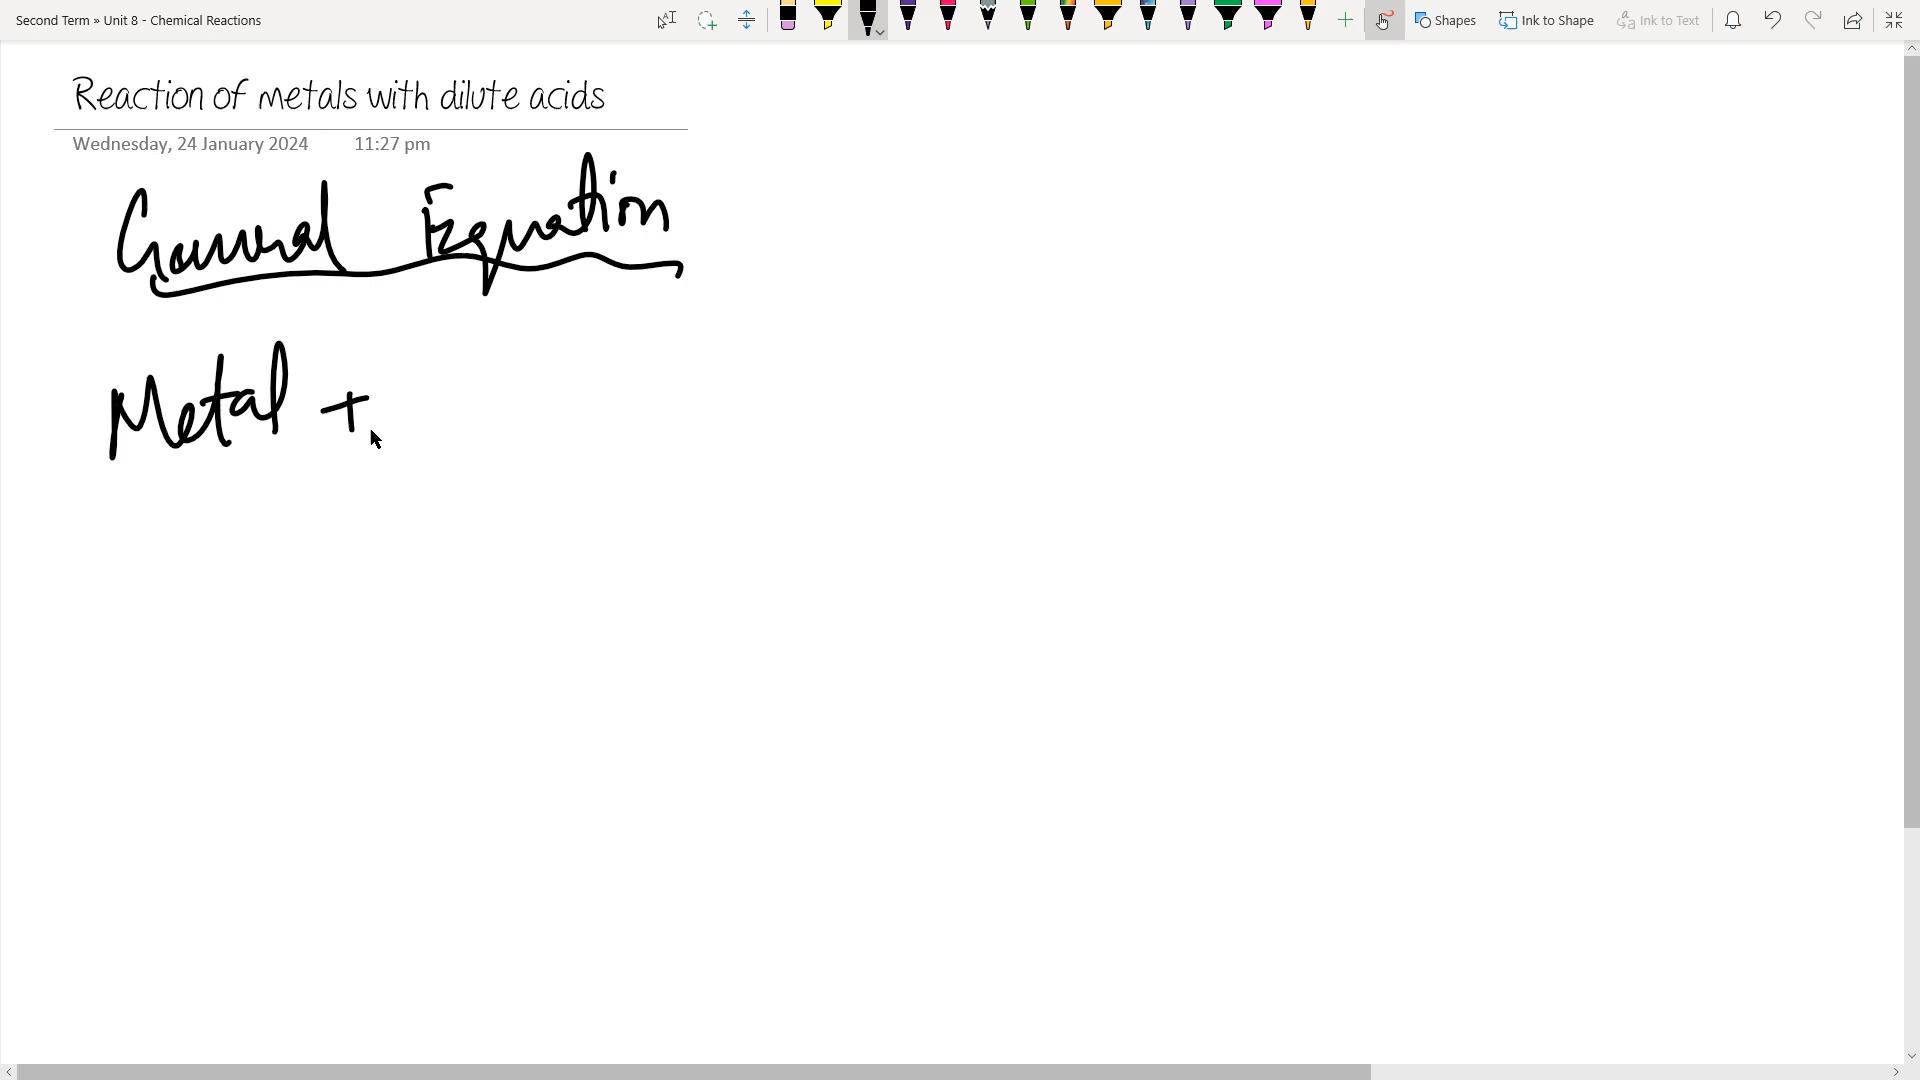 Second Term » Unit 8 - Chemical Reactions
Shapes Ink to Shape Ink to Text
Reaction of metals with dilute acids
Wednesday, 24 January 2024 11:27 pm
General Equation
Metal +